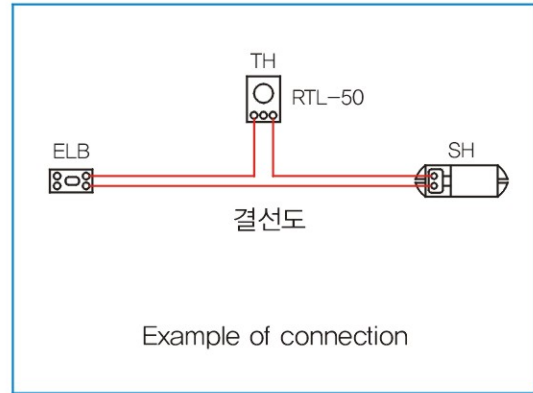 TH
RTL-50
ELB
SH
결선도
Example of connection